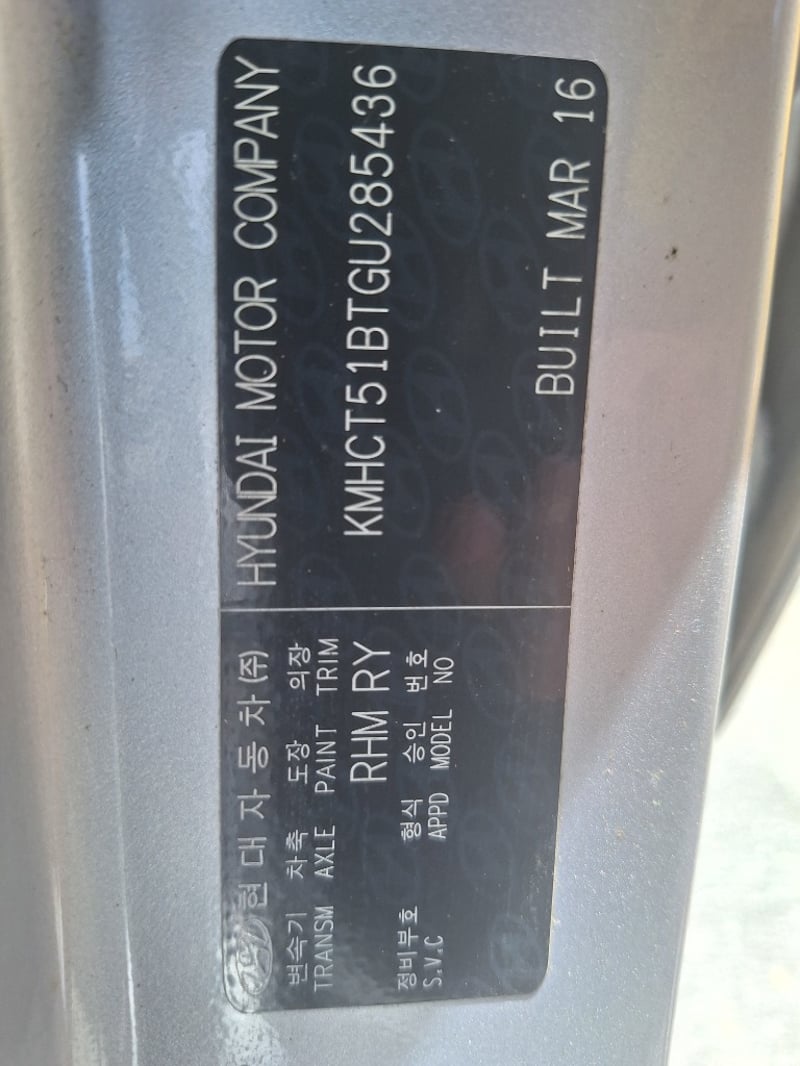 현대자동차(주)
변속기 차축 도장 의장
TRANSM AXLE PAINT TRIM
RHM RY
정비부호 형식 승인 번호
S.V.C APPD MODEL NO
HYUNDAI MOTOR COMPANY
KMHCT51BTGU285436
BUILT MAR 16